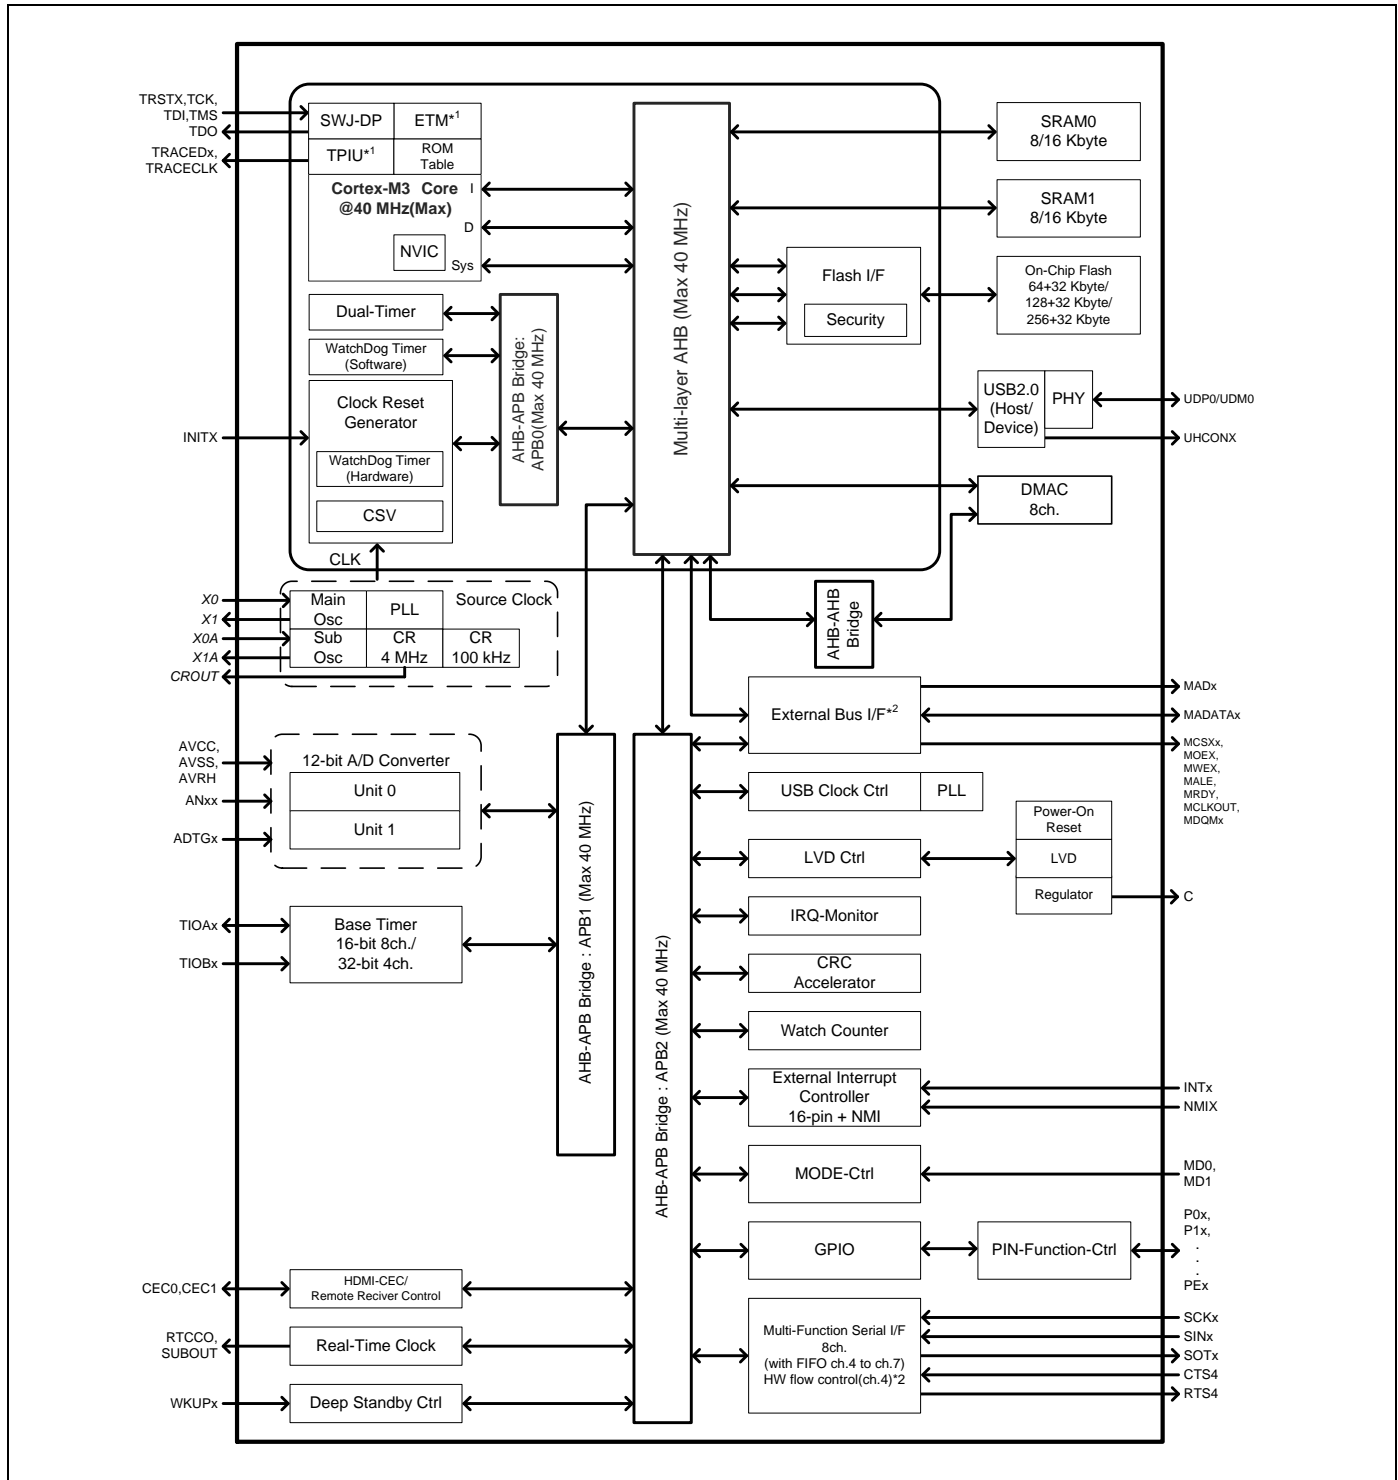 TRSTX,TCK,
TDI,TMS
TDO
TRACEDx,
TRACECLK
SWJ-DP
ETM*1
TPIU*1
ROM
Table
Cortex-M3 Core
@40 MHz(Max)
I
D
Sys
NVIC
Multi-layer AHB (Max 40 MHz)
SRAM0
8/16 Kbyte
SRAM1
8/16 Kbyte
Flash I/F
Security
On-Chip Flash
64+32 Kbyte/
128+32 Kbyte/
256+32 Kbyte
Dual-Timer
WatchDog Timer
(Software)
AHB-APB Bridge:
APB0(Max 40 MHz)
INITX
Clock Reset
Generator
WatchDog Timer
(Hardware)
CSV
CLK
USB2.0
(Host/
Device)
PHY
UDP0/UDM0
UHCONX
DMAC
8ch.
AHB-AHB
Bridge
X0
X1
X0A
X1A
CROUT
Main
Osc
PLL
Source Clock
Sub
Osc
CR
4 MHz
CR
100 kHz
AVCC,
AVSS,
AVRH
ANxx
ADTGx
12-bit A/D Converter
Unit 0
Unit 1
TIOAx
TIOBx
Base Timer
16-bit 8ch./
32-bit 4ch.
AHB-APB Bridge : APB1 (Max 40 MHz)
AHB-APB Bridge : APB2 (Max 40 MHz)
External Bus I/F*2
MADx
MADATAx
MCSXx,
MOEX,
MWEX,
MALE,
MRDY,
MCLKOUT,
MDQMx
USB Clock Ctrl
PLL
LVD Ctrl
Power-On
Reset
LVD
Regulator
C
IRQ-Monitor
CRC
Accelerator
Watch Counter
External Interrupt
Controller
16-pin + NMI
INTx
NMIX
MODE-Ctrl
MD0,
MD1
GPIO
PIN-Function-Ctrl
P0x,
P1x,
.
.
.
PEx
CEC0,CEC1
HDMI-CEC/
Remote Reciver Control
RTCCO,
SUBOUT
Real-Time Clock
WKUPx
Deep Standby Ctrl
Multi-Function Serial I/F
8ch.
(with FIFO ch.4 to ch.7)
HW flow control(ch.4)*2
SCKx
SINx
SOTx
CTS4
RTS4